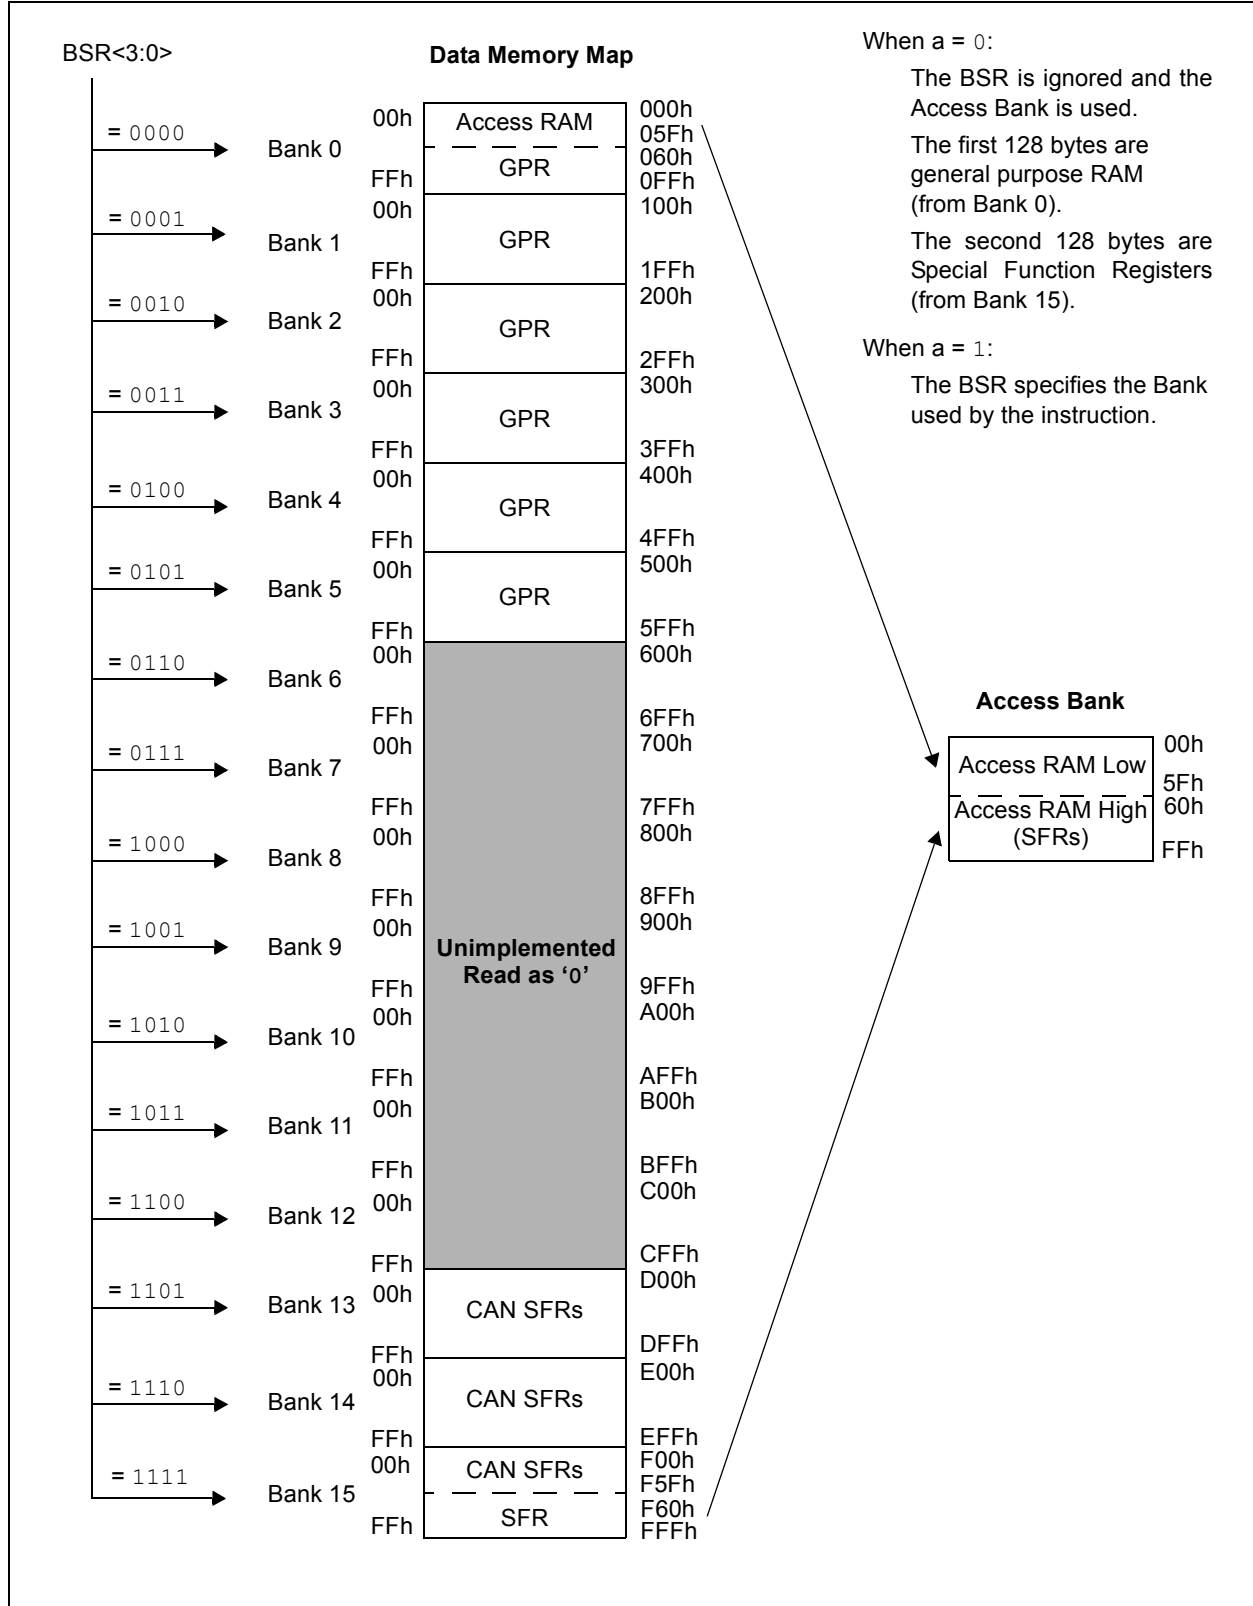 BSR<3:0>
Data Memory Map
When a = 0:
The BSR is ignored and the
Access Bank is used.
The first 128 bytes are
general purpose RAM
(from Bank 0).
The second 128 bytes are
Special Function Registers
(from Bank 15).
When a = 1:
The BSR specifies the Bank
used by the instruction.
= 0000
Bank 0
00h
FFh
Access RAM
GPR
000h
05Fh
060h
0FFh
= 0001
Bank 1
00h
FFh
GPR
100h
1FFh
= 0010
Bank 2
00h
FFh
GPR
200h
2FFh
= 0011
Bank 3
00h
FFh
GPR
300h
3FFh
= 0100
Bank 4
00h
FFh
GPR
400h
4FFh
= 0101
Bank 5
00h
FFh
GPR
500h
5FFh
= 0110
Bank 6
00h
FFh
600h
6FFh
= 0111
Bank 7
00h
FFh
700h
7FFh
= 1000
Bank 8
00h
FFh
800h
8FFh
= 1001
Bank 9
00h
FFh
Unimplemented
Read as ‘0’
900h
9FFh
= 1010
Bank 10
00h
FFh
A00h
AFFh
= 1011
Bank 11
00h
FFh
B00h
BFFh
= 1100
Bank 12
00h
FFh
C00h
CFFh
= 1101
Bank 13
00h
FFh
CAN SFRs
D00h
DFFh
= 1110
Bank 14
00h
FFh
CAN SFRs
E00h
EFFh
= 1111
Bank 15
00h
FFh
CAN SFRs
SFR
F00h
F5Fh
F60h
FFFh
Access Bank
Access RAM Low
00h
5Fh
Access RAM High
(SFRs)
60h
FFh